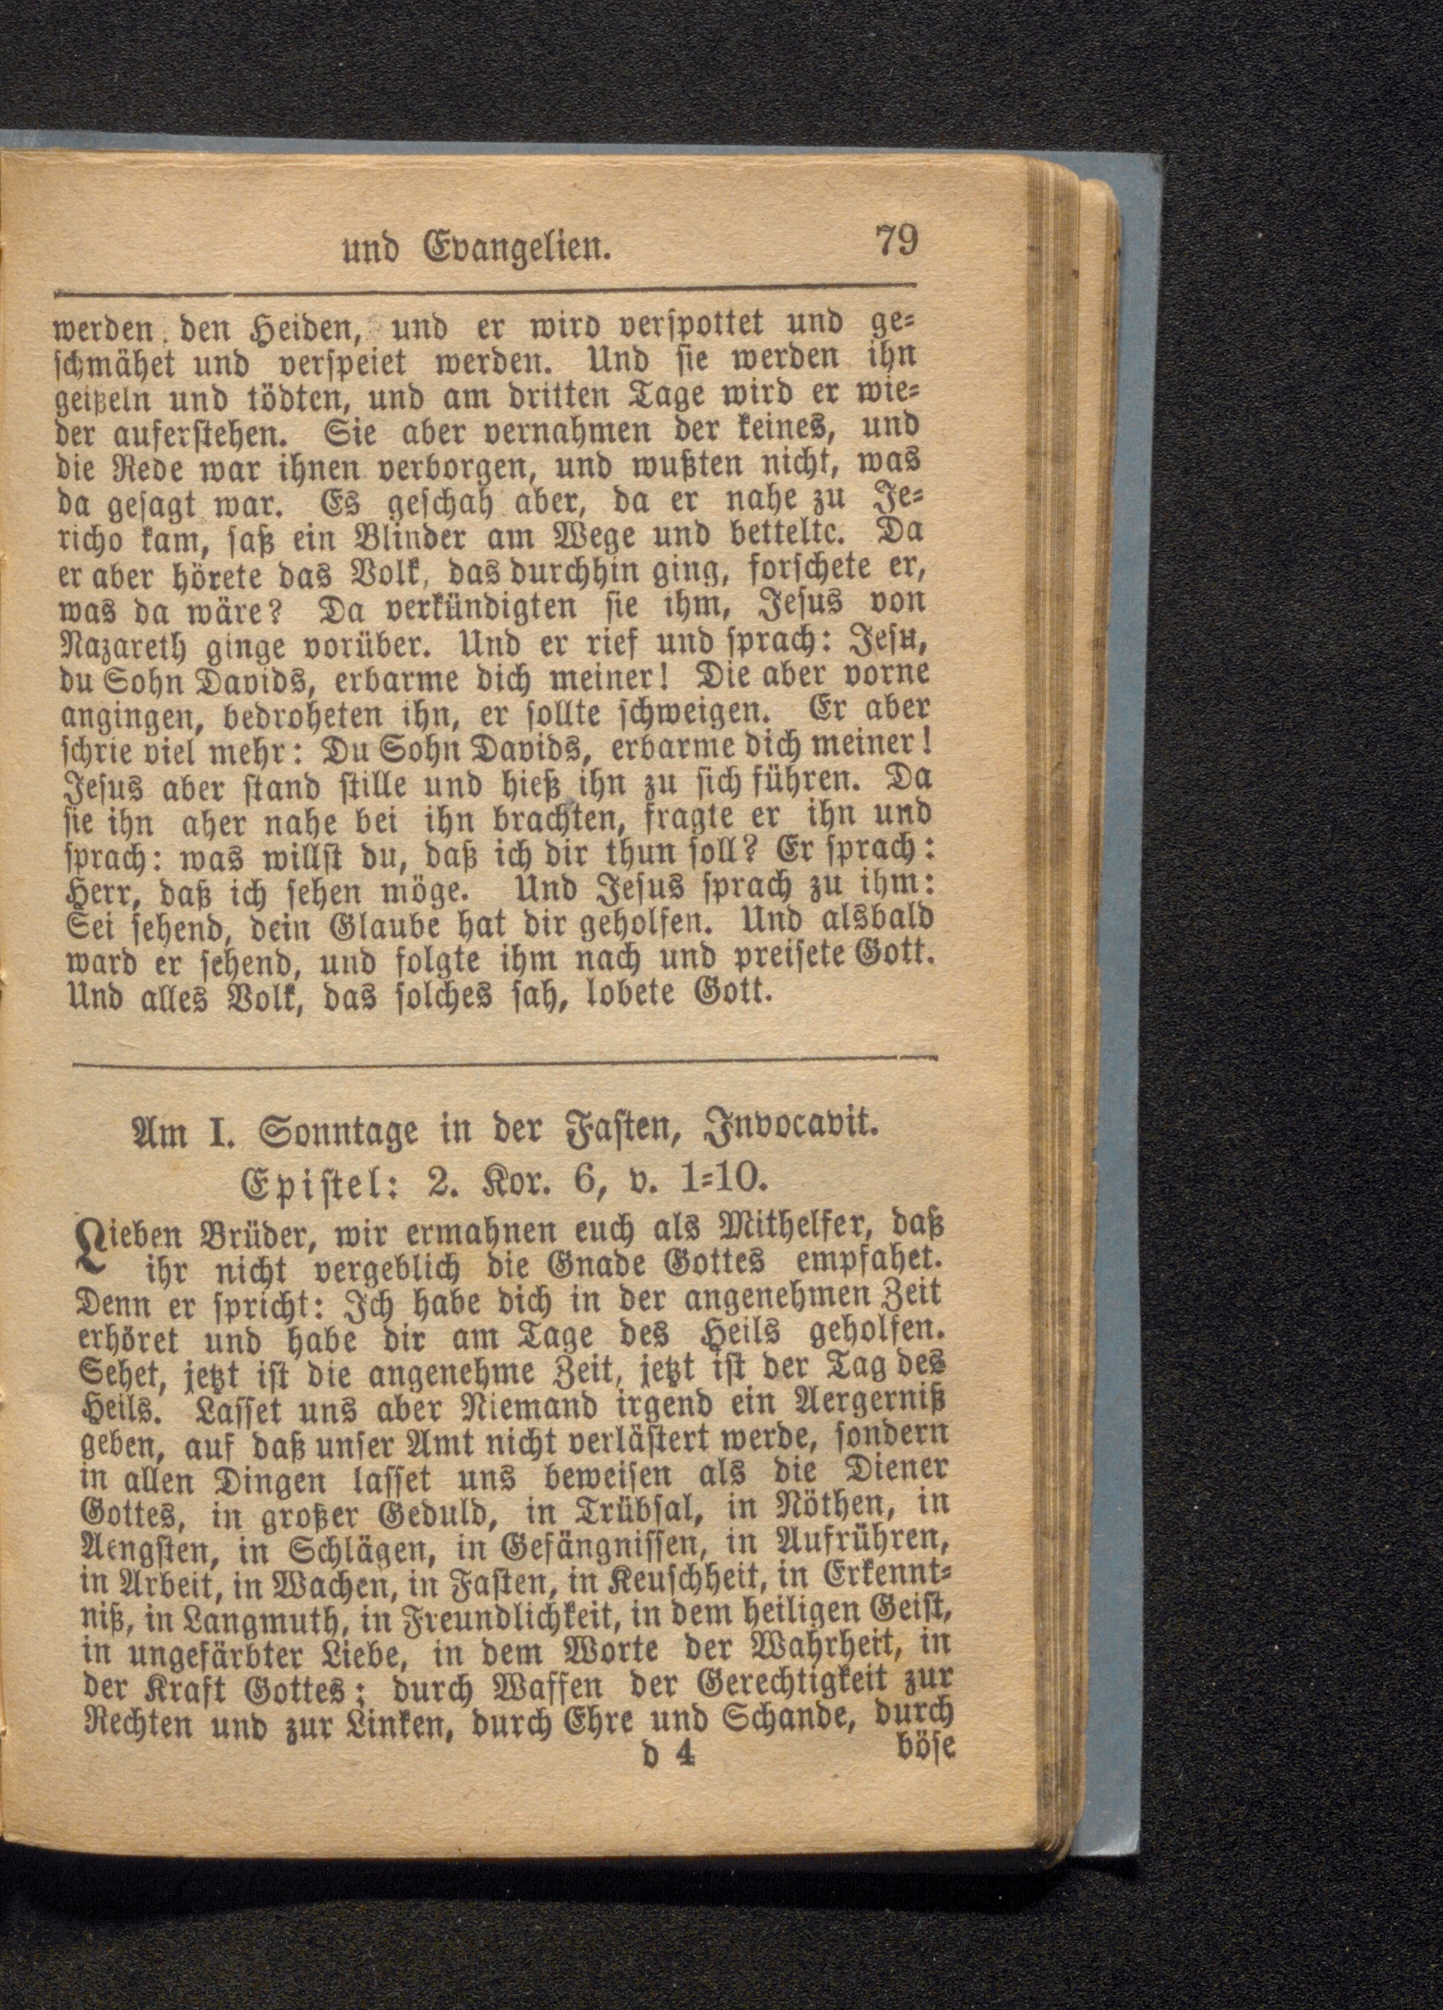 und Evangelien. 79
werden den Heiden, und er wird verspottet und ge-
schmähet und verspeiet werden. Und sie werden ihn
geißeln und tödten, und am dritten Tage wird er wie-
der auferstehen. Sie aber vernahmen der keines, und
die Rede war ihnen verborgen, und wußten nicht, was
da gesagt war. Es geschah aber, da er nahe zu Je-
richo kam, saß ein Blinder am Wege und bettelte. Da
er aber hörete das Volk, das durchhin ging, forschete er,
was da wäre? Da verkündigten sie ihm, Jesus von
Nazareth ginge vorüber. Und er rief und sprach: Jesu,
du Sohn Davids, erbarme dich meiner! Die aber vorne
angingen, bedroheten ihn, er sollte schweigen. Er aber
schrie viel mehr: Du Sohn Davids, erbarme dich meiner!
Jesus aber stand stille und hieß ihn zu sich führen. Da
sie ihn aher nahe bei ihn brachten, fragte er ihn und
sprach: was willst du, daß ich dir thun soll? Er sprach:
Herr, daß ich sehen möge. Und Jesus sprach zu ihm:
Sei sehend, dein Glaube hat dir geholfen. Und alsbald
ward er sehend, und folgte ihm nach und preisete Gott.
Und alles Volk, das solches sah, lobete Gott.
Am I. Sonntage in der Fasten, Invocavit.
Epistel: 2. Kor. 6, v. 1-10.
Lieben Brüder, wir ermahnen euch als Mithelfer, daß
ihr nicht vergeblich die Gnade Gottes empfahet.
Denn er spricht: Ich habe dich in der angenehmen Zeit
erhöret und habe dir am Tage des Heils geholfen.
Sehet, jetzt ist die angenehme Zeit, jetzt ist der Tag des
Heils. Lasset uns aber Niemand irgend ein Aergerniß
geben, auf daß unser Amt nicht verlästert werde, sondern
in allen Dingen lasset uns beweisen als die Diener
Gottes, in großer Geduld, in Trübsal, in Nöthen, in
Aengsten, in Schlägen, in Gefängnissen, in Aufrühren,
in Arbeit, in Wachen, in Fasten, in Keuschheit, in Erkennt-
niß, in Langmuth, in Freundlichkeit, in dem heiligen Geist,
in ungefärbter Liebe, in dem Worte der Wahrheit, in
der Kraft Gottes; durch Waffen der Gerechtigkeit zur
Rechten und zur Linken, durch Ehre und Schande, durch
d 4 böse